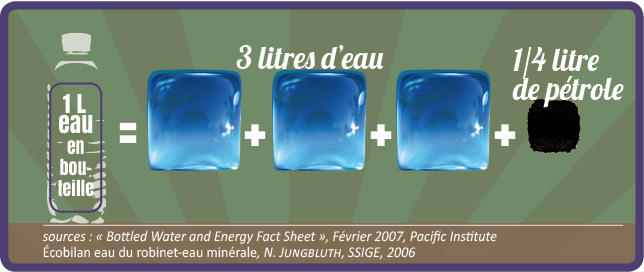 3 litres d'eau
1/4 litre
de pétrole
1 L
eau
en
bou-
teille
=
+
+
+
sources : « Bottled Water and Energy Fact Sheet », Février 2007, Pacific Institute
Écobilan eau du robinet-eau minérale, N. JUNGBLUTH, SSIGE, 2006